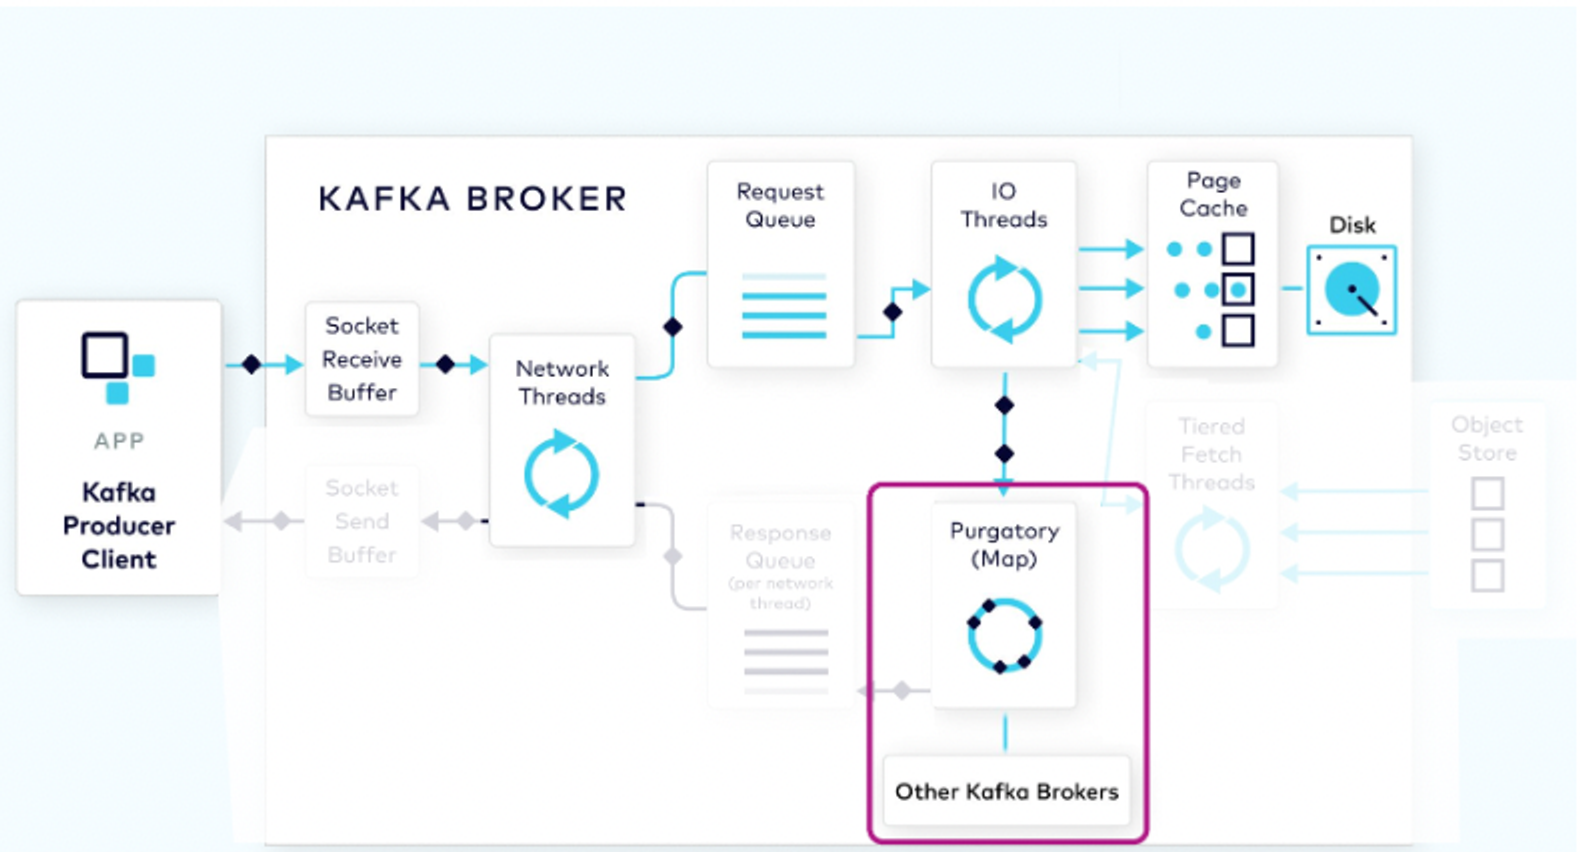 KAFKA BROKER
Request
Queue
IO
Threads
Page
Cache
Disk
Socket
Receive
Buffer
Network
Threads
APP
Kafka
Producer
Client
Socket
Send
Buffer
Response
Queue
(per network
thread)
Purgatory
(Map)
Tiered
Fetch
Threads
Object
Store
Other Kafka Brokers